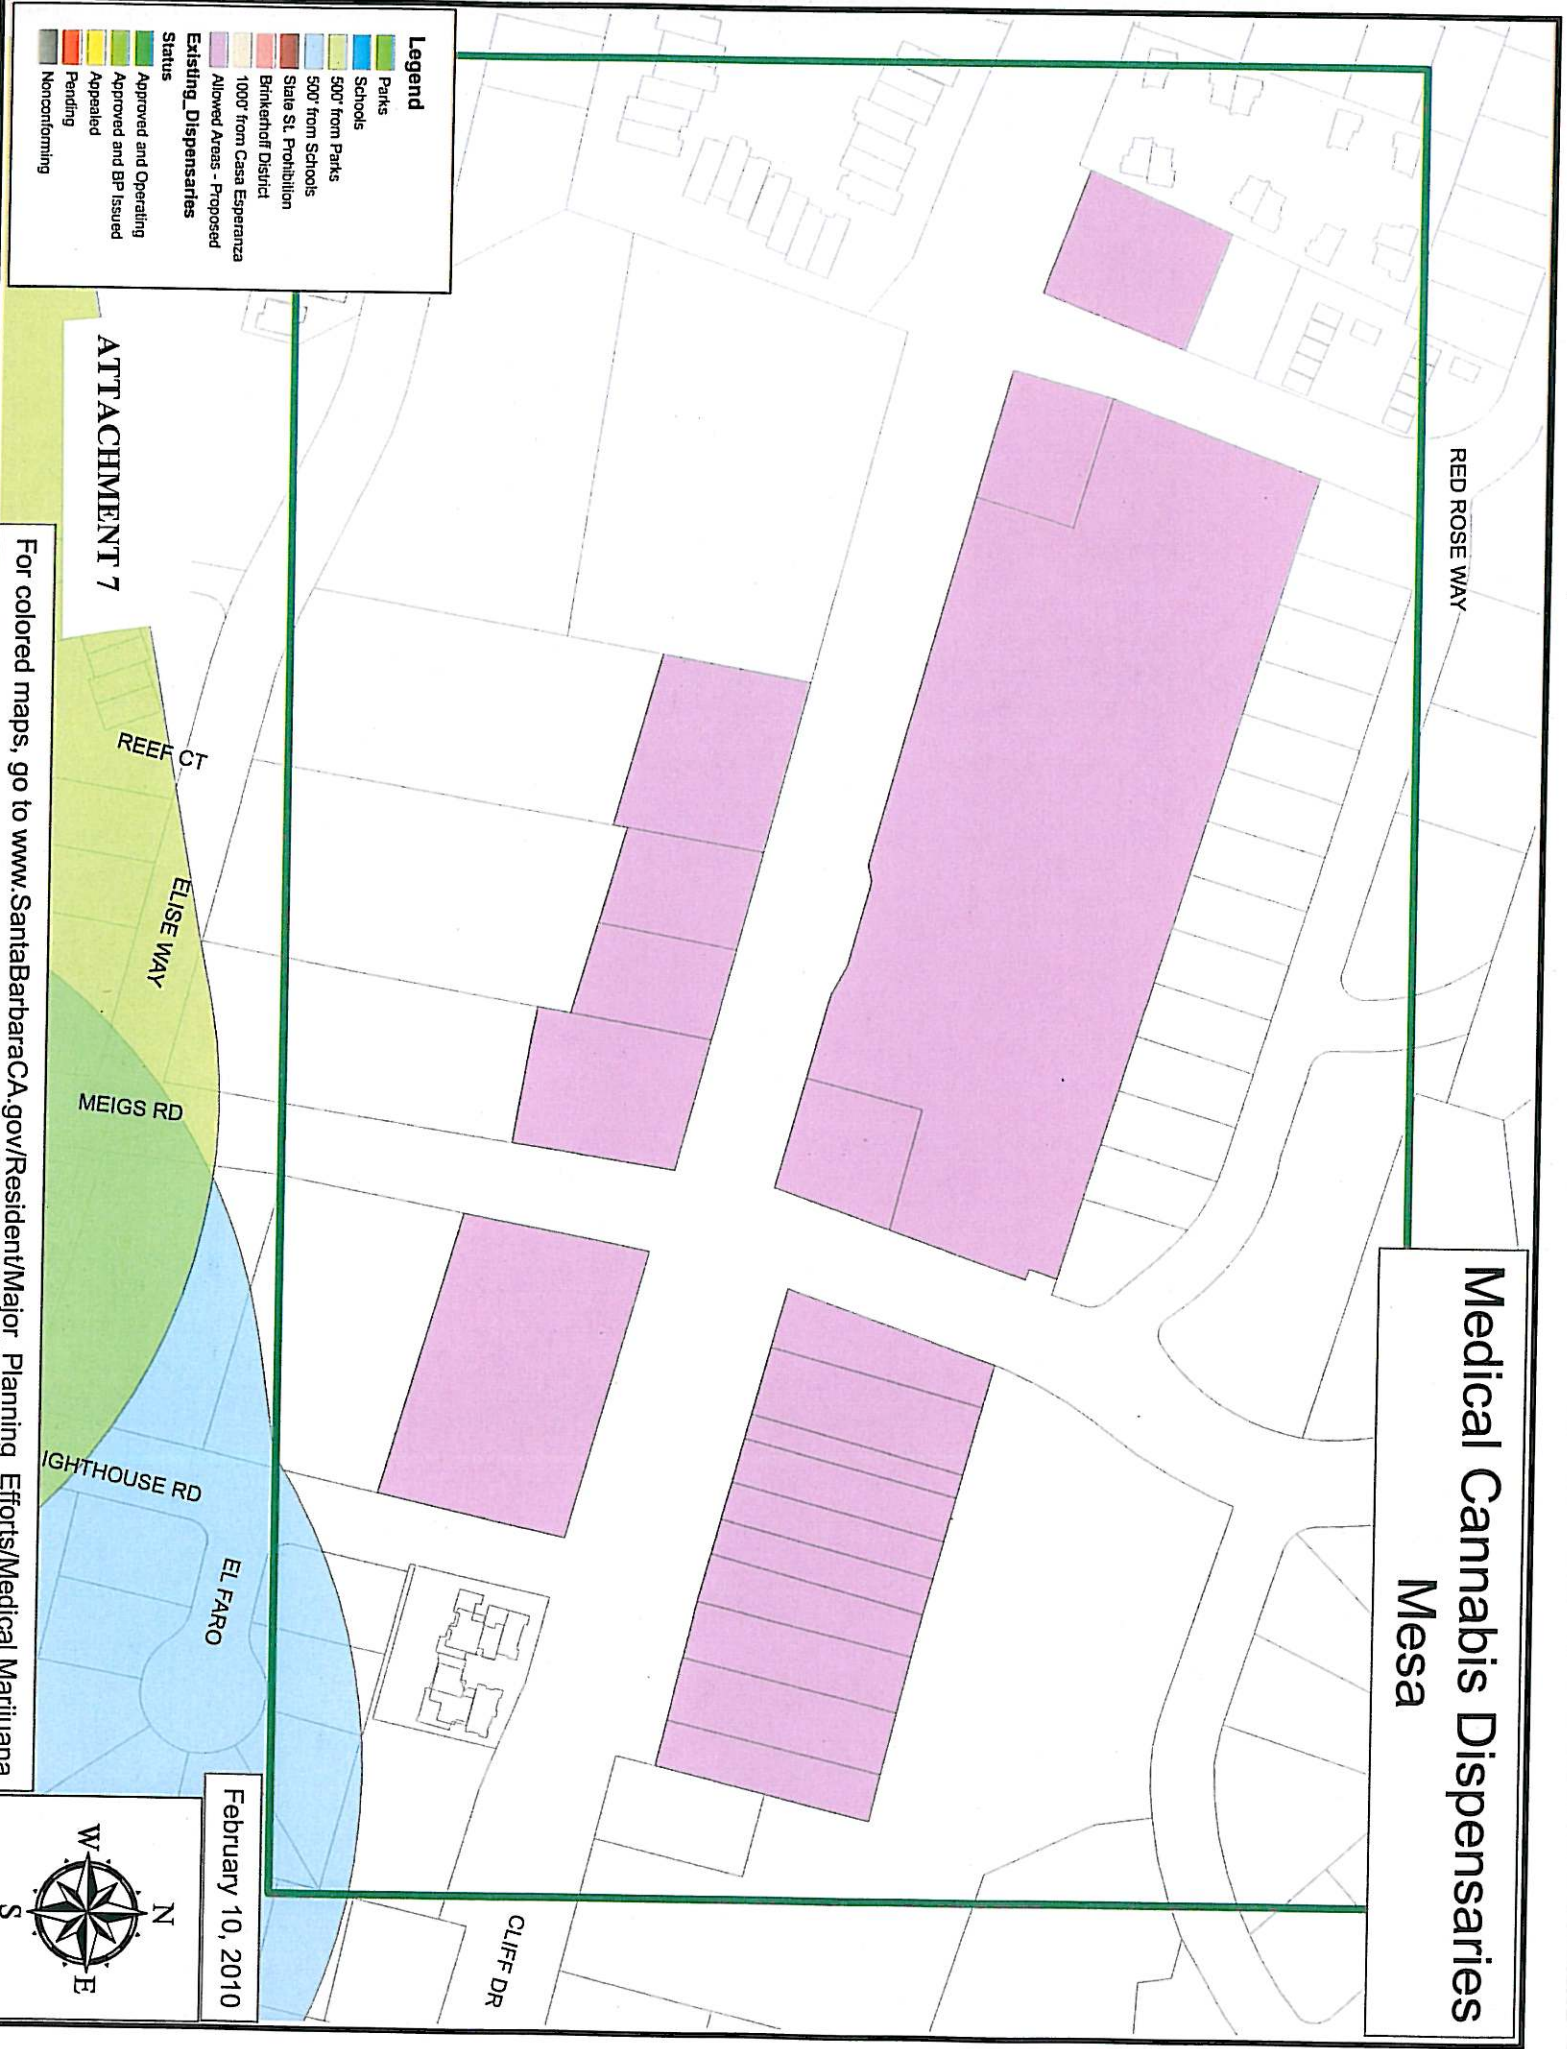 Medical Cannabis Dispensaries
Mesa
RED ROSE WAY
Legend
Parks
Schools
500' from Parks
500' from Schools
State St. Prohibition
Brinkerhoff District
1000' from Casa Esperanza
Allowed Areas - Proposed
Existing_Dispensaries
Status
Approved and Operating
Approved and BP Issued
Appealed
Pending
Nonconforming
CLIFF DR
REEF CT
ELISE WAY
MEIGS RD
IGHTHOUSE RD
EL FARO
ATTACHMENT 7
February 10, 2010
N
W
E
S
For colored maps, go to www.SantaBarbaraCA.gov/Resident/Major_Planning_Efforts/Medical Marijuana